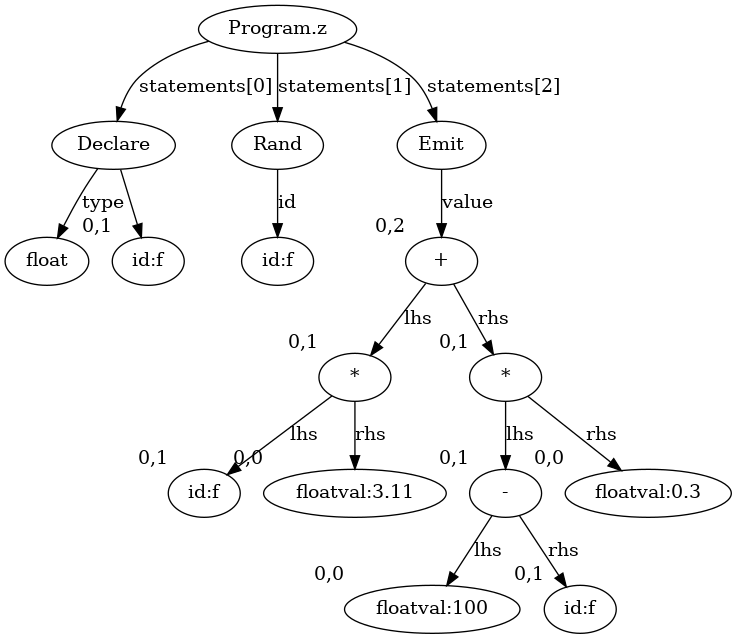 Program.z
statements[0]
statements[1]
statements[2]
Declare
Rand
Emit
type
id
value
0,1
0,2
float
id:f
id:f
+
lhs
rhs
0,1
0,1
*
*
lhs
rhs
lhs
rhs
0,1
0,0
0,1
0,0
id:f
floatval:3.11
-
floatval:0.3
lhs
rhs
0,0
0,1
floatval:100
id:f